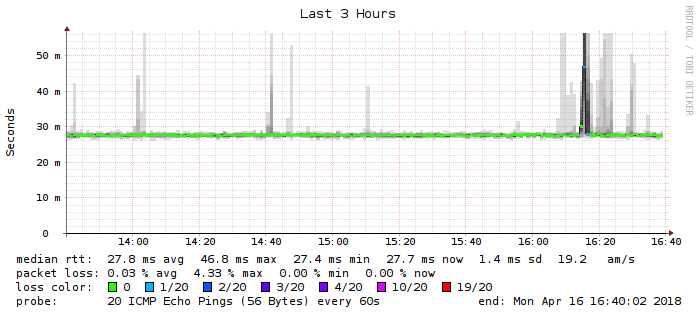 Last 3 Hours
RRDTOOL / TOBI OETIKER
Seconds
50 m
40 m
30 m
20 m
10 m
0
14:00 14:20 14:40 15:00 15:20 15:40 16:00 16:20 16:40
median rtt: 27.8 ms avg 46.8 ms max 27.4 ms min 27.7 ms now 1.4 ms sd 19.2 am/s
packet loss: 0.03 % avg 4.33 % max 0.00 % min 0.00 % now
loss color: 0 1/20 2/20 3/20 4/20 10/20 19/20
probe: 20 ICMP Echo Pings (56 Bytes) every 60s end: Mon Apr 16 16:40:02 2018